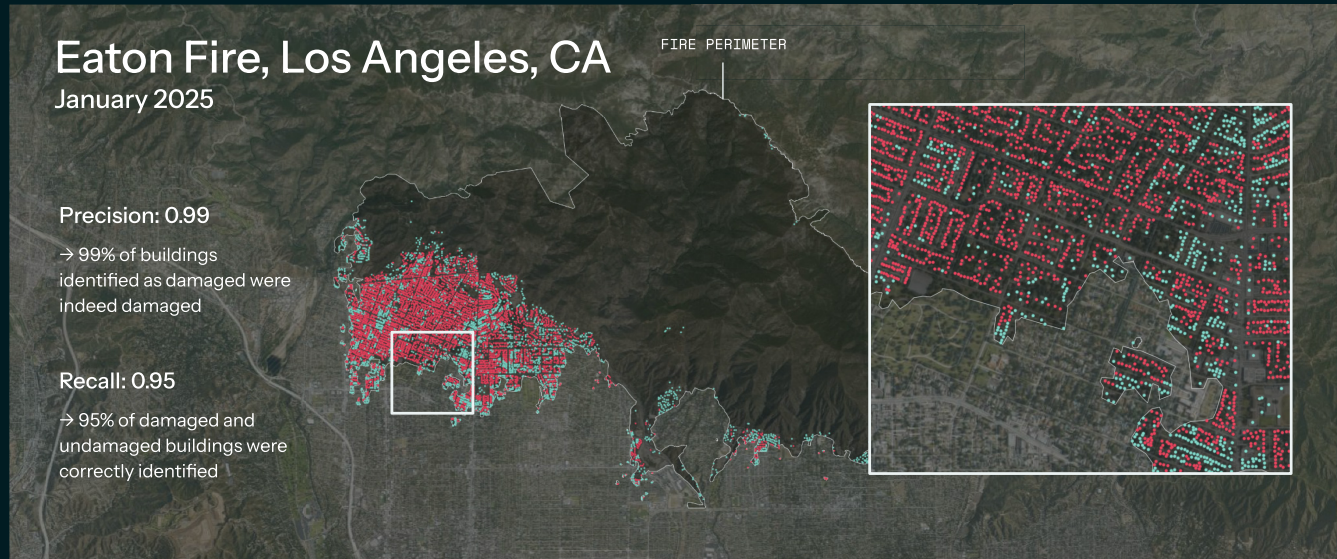 Eaton Fire, Los Angeles, CA
January 2025
FIRE PERIMETER
Precision: 0.99
→ 99% of buildings
identified as damaged were
indeed damaged
Recall: 0.95
→ 95% of damaged and
undamaged buildings were
correctly identified